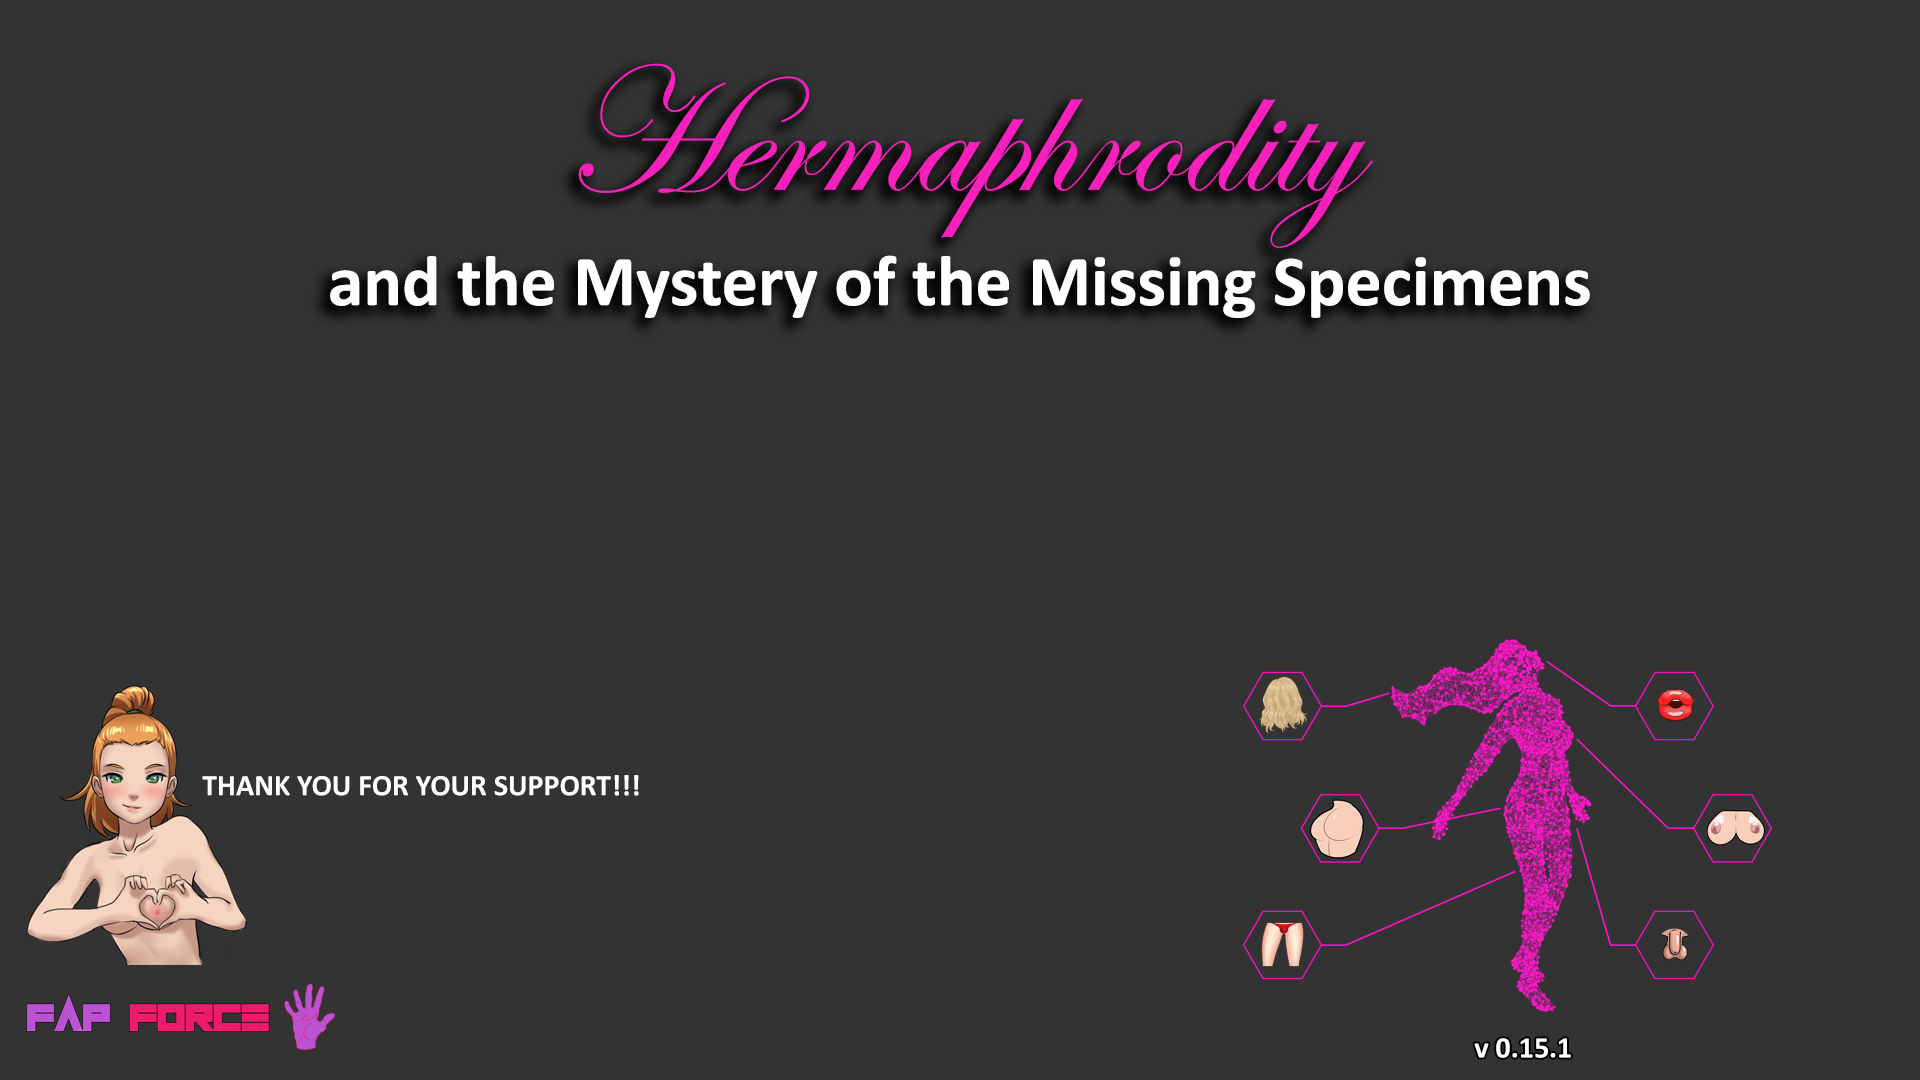 Hermaphrodity
and the Mystery of the Missing Specimens
THANK YOU FOR YOUR SUPPORT!!!
FAP FORCE
v 0.15.1